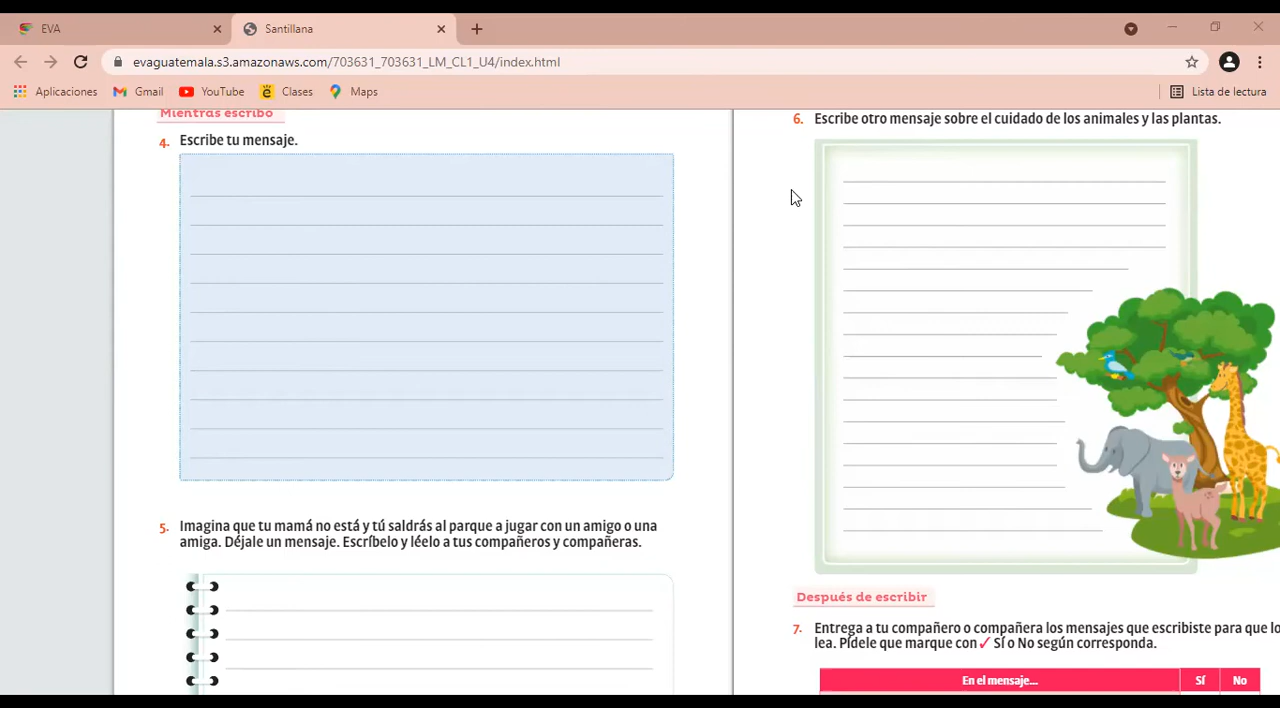 EVA
Santillana
evaguatemala.s3.amazonaws.com/703631_703631_LM_CL1_U4/index.html
Aplicaciones
Gmail
YouTube
Clases
Maps
Lista de lectura
Mientras escribo
4. Escribe tu mensaje.
5. Imagina que tu mamá no está y tú saldrás al parque a jugar con un amigo o una
amiga. Déjale un mensaje. Escríbelo y léelo a tus compañeros y compañeras.
6. Escribe otro mensaje sobre el cuidado de los animales y las plantas.
Después de escribir
7. Entrega a tu compañero o compañera los mensajes que escribiste para que lo
lea. Pídele que marque con ✓ Sí o No según corresponda.
En el mensaje... Sí No